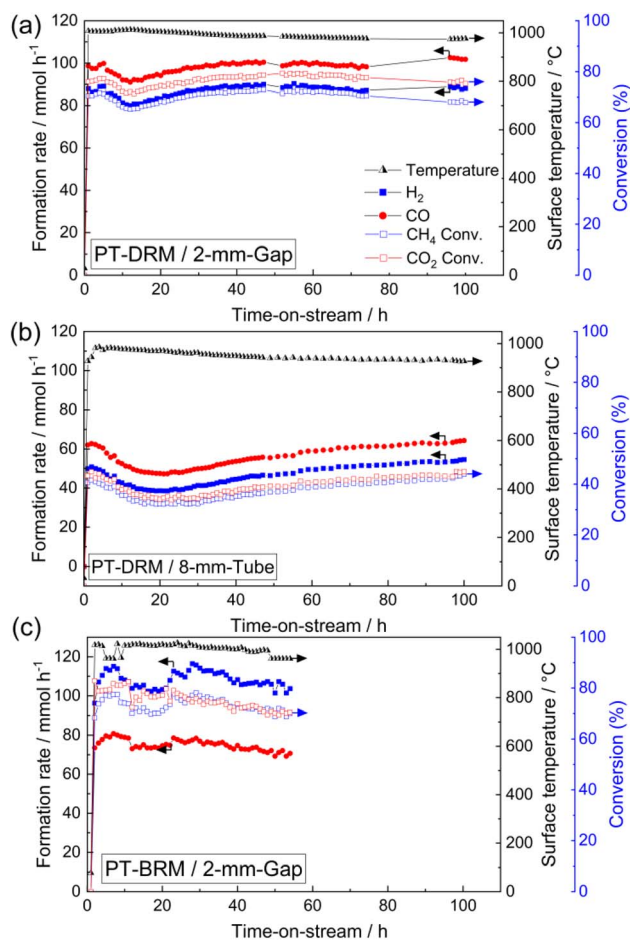 (a)
120
100
80
60
40
20
0
Formation rate / mmol h⁻¹
1000
800
600
400
200
0
Surface temperature / °C
100
80
60
40
20
0
Conversion (%)
Temperature
H₂
CO
CH₄ Conv.
CO₂ Conv.
PT-DRM / 2-mm-Gap
0 20 40 60 80 100
Time-on-stream / h
(b)
120
100
80
60
40
20
0
Formation rate / mmol h⁻¹
1000
800
600
400
200
0
Surface temperature / °C
100
80
60
40
20
0
Conversion (%)
PT-DRM / 8-mm-Tube
0 20 40 60 80 100
Time-on-stream / h
(c)
120
100
80
60
40
20
0
Formation rate / mmol h⁻¹
1000
800
600
400
200
0
Surface temperature / °C
100
80
60
40
20
0
Conversion (%)
PT-BRM / 2-mm-Gap
0 20 40 60 80 100
Time-on-stream / h